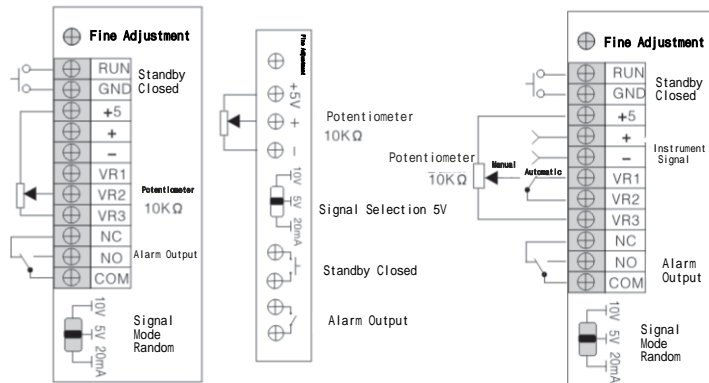 Fine Adjustment
RUN
GND
+5
+
−
VR1
VR2
VR3
NC
NO
COM
Standby
Closed
Potentiometer
10KΩ
Alarm Output
10V
5V
20mA
Signal
Mode
Random
Fine Adjustment
+5V
+
−
Potentiometer
10KΩ
10V
5V
20mA
Signal Selection 5V
Standby Closed
Alarm Output
Fine Adjustment
RUN
GND
+5
+
−
VR1
VR2
VR3
NC
NO
COM
Standby
Closed
Instrument
Signal
Potentiometer
10KΩ
Manual
Automatic
Alarm
Output
10V
5V
20mA
Signal
Mode
Random